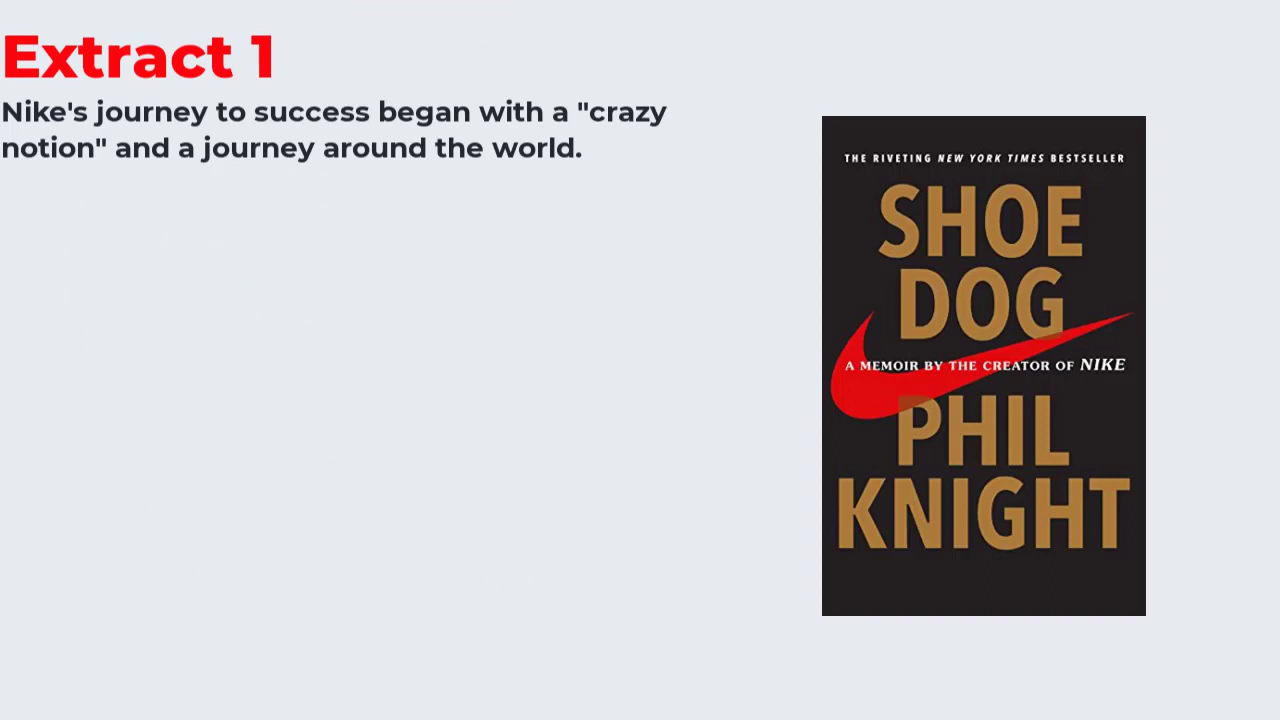 Extract 1
Nike's journey to success began with a "crazy
notion" and a journey around the world.
THE RIVETING NEW YORK TIMES BESTSELLER
SHOE
DOG
A MEMOIR BY THE CREATOR OF NIKE
PHIL
KNIGHT